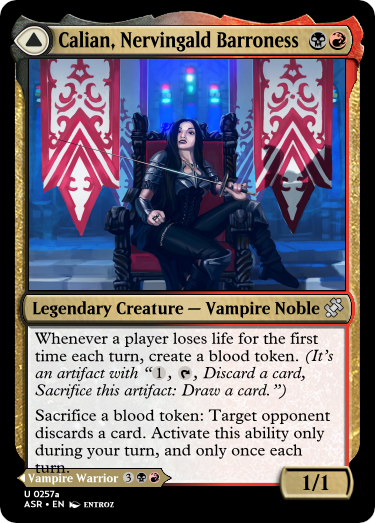 Calian, Nervingald Barroness
Legendary Creature — Vampire Noble
Whenever a player loses life for the first
time each turn, create a blood token. (It's
an artifact with “1, , Discard a card,
Sacrifice this artifact: Draw a card.”)
Sacrifice a blood token: Target opponent
discards a card. Activate this ability only
during your turn, and only once each
turn.
Vampire Warrior 3
1/1
U 0257a
ASR • EN ENTROZ